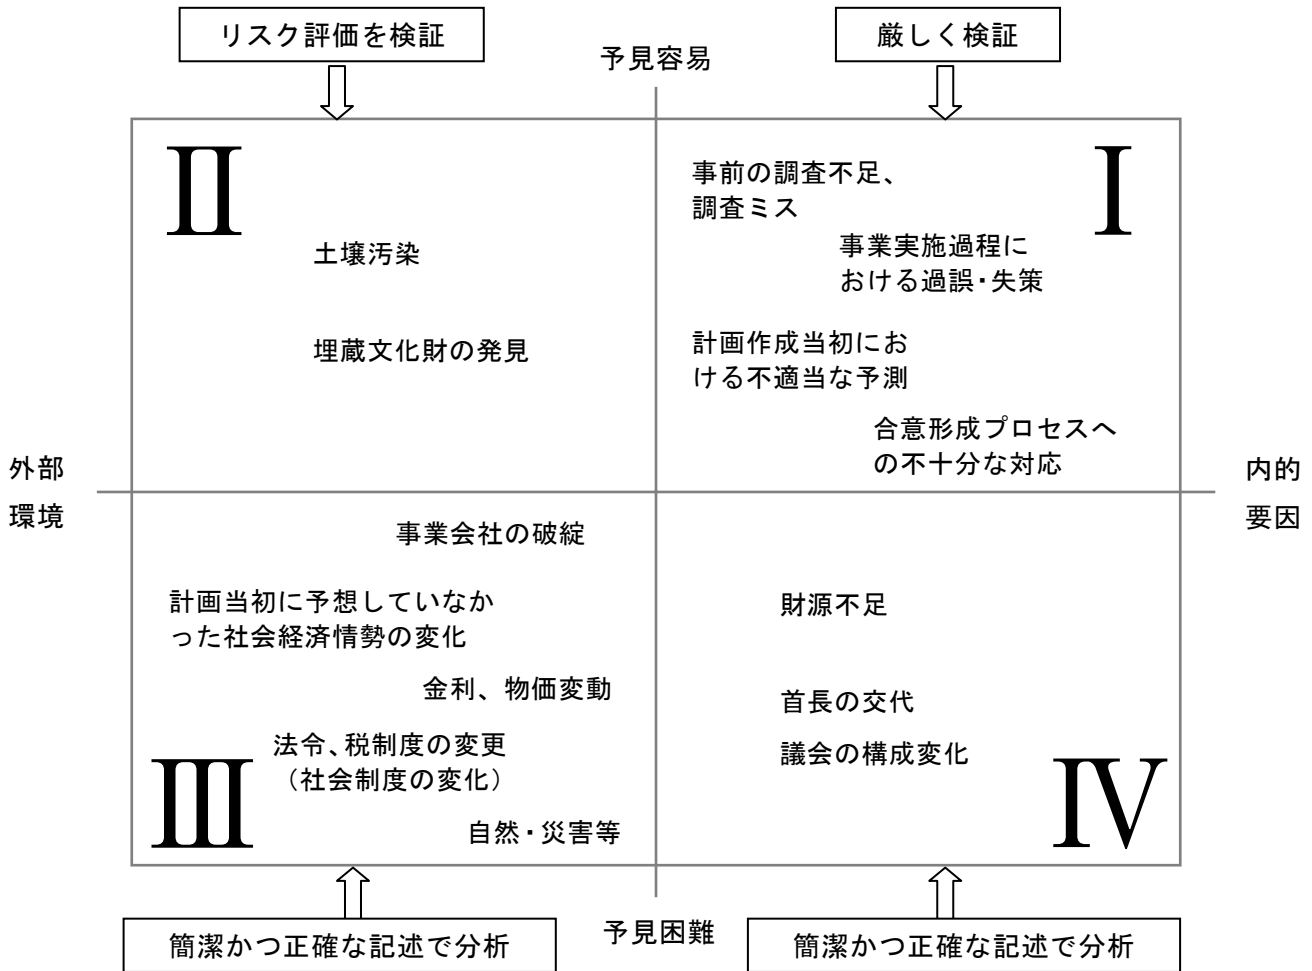 リスク評価を検証
厳しく検証
予見容易
Ⅱ
Ⅰ
事前の調査不足、
調査ミス
事業実施過程に
おける過誤・失策
土壌汚染
埋蔵文化財の発見
計画作成当初にお
ける不適当な予測
合意形成プロセスへ
の不十分な対応
外部
環境
内的
要因
事業会社の破綻
計画当初に予想していなか
った社会経済情勢の変化
金利、物価変動
法令、税制度の変更
（社会制度の変化）
自然・災害等
Ⅲ
財源不足
首長の交代
議会の構成変化
Ⅳ
予見困難
簡潔かつ正確な記述で分析
簡潔かつ正確な記述で分析